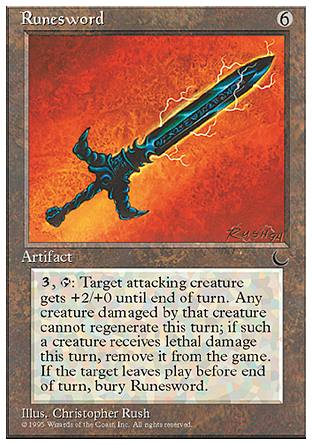 Runesword 6
RUSH 94
Artifact
3, : Target attacking creature
gets +2/+0 until end of turn. Any
creature damaged by that creature
cannot regenerate this turn; if such
a creature receives lethal damage
this turn, remove it from the game.
If the target leaves play before end
of turn, bury Runesword.
Illus. Christopher Rush
© 1995 Wizards of the Coast, Inc. All rights reserved.